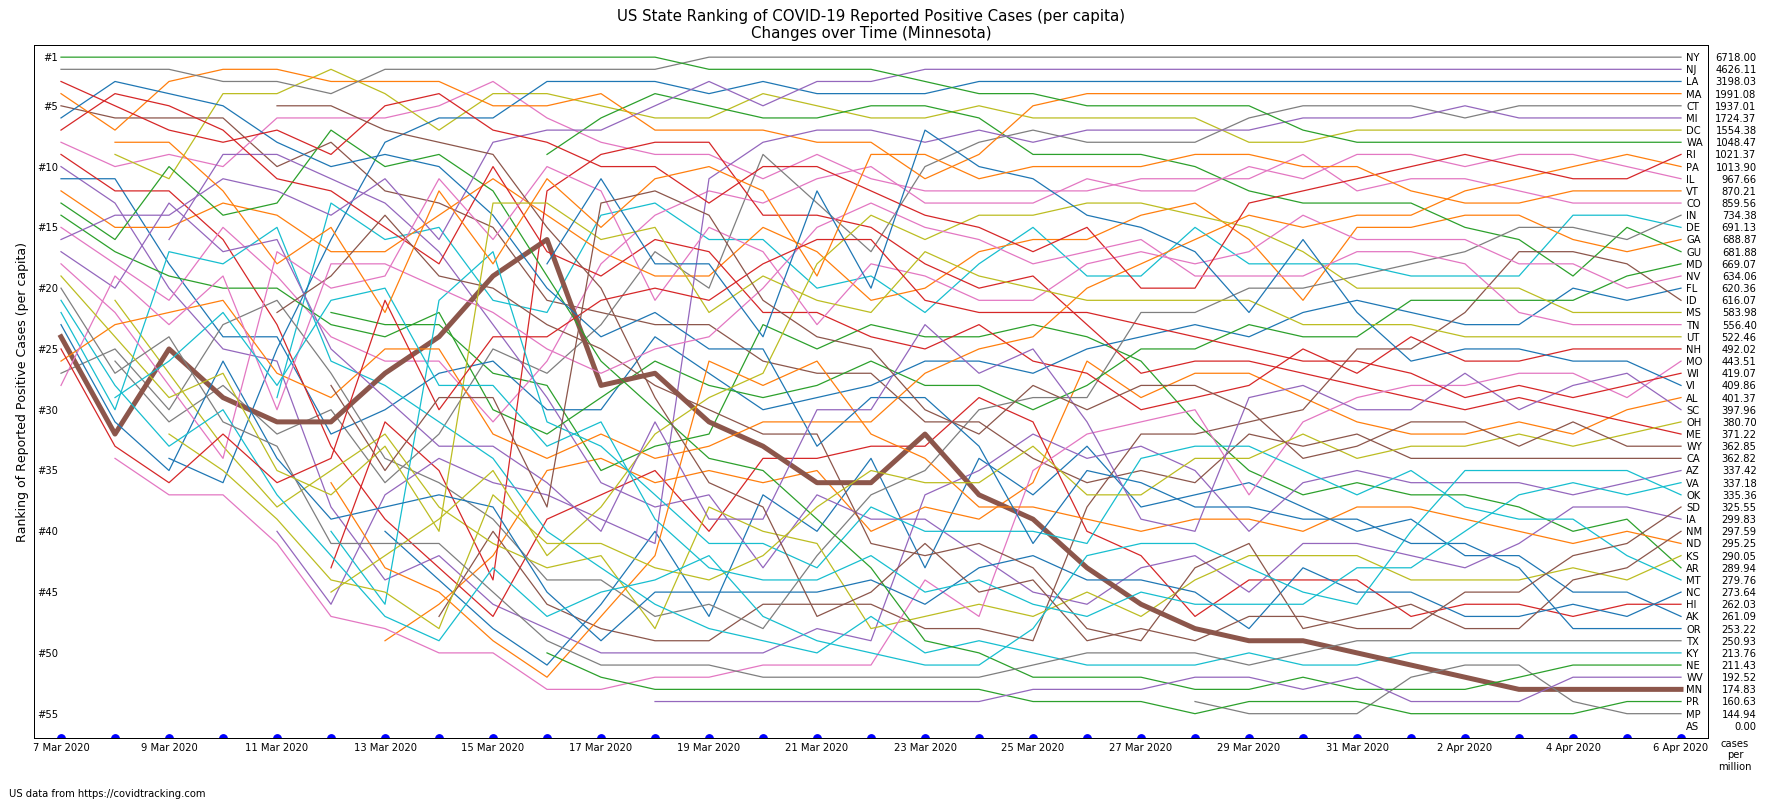 US State Ranking of COVID-19 Reported Positive Cases (per capita)
Changes over Time (Minnesota)
Ranking of Reported Positive Cases (per capita)
#1
#5
#10
#15
#20
#25
#30
#35
#40
#45
#50
#55
NY 6718.00
NJ 4626.11
LA 3198.03
MA 1991.08
CT 1937.01
MI 1724.37
DC 1554.38
WA 1048.47
RI 1021.37
PA 1013.90
IL 967.66
VT 870.21
CO 859.56
IN 734.38
DE 691.13
GA 688.87
GU 681.88
MD 669.07
NV 634.06
FL 620.36
ID 616.07
MS 583.98
TN 556.40
UT 522.46
NH 492.02
MO 443.51
WI 419.07
VI 409.86
AL 401.37
SC 397.96
OH 380.70
ME 371.22
WY 362.85
CA 362.82
AZ 337.42
VA 337.18
OK 335.36
SD 325.55
IA 299.83
NM 297.59
ND 295.25
KS 290.05
AR 289.94
MT 279.76
NC 273.64
HI 262.03
AK 261.09
OR 253.22
TX 250.93
KY 213.76
NE 211.43
WV 192.52
MN 174.83
PR 160.63
MP 144.94
AS 0.00
7 Mar 2020 9 Mar 2020 11 Mar 2020 13 Mar 2020 15 Mar 2020 17 Mar 2020 19 Mar 2020 21 Mar 2020 23 Mar 2020 25 Mar 2020 27 Mar 2020 29 Mar 2020 31 Mar 2020 2 Apr 2020 4 Apr 2020 6 Apr 2020
cases
per
million
US data from https://covidtracking.com